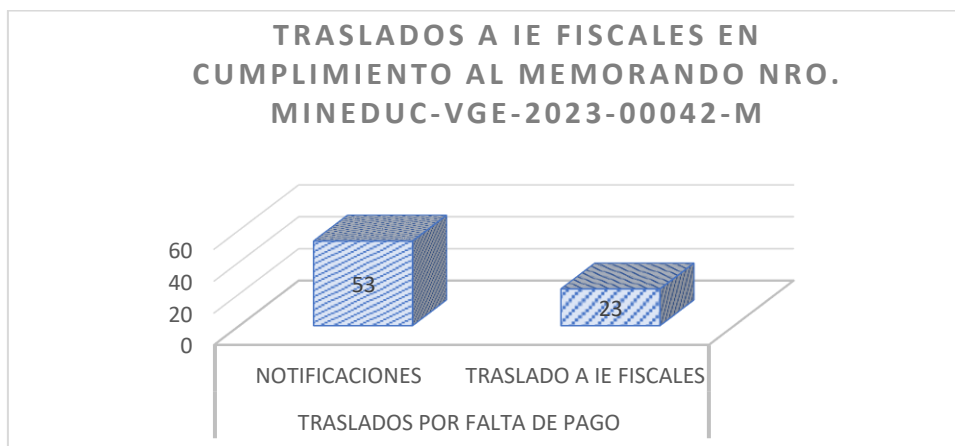 TRASLADOS A IE FISCALES EN
CUMPLIMIENTO AL MEMORANDO NRO.
MINEDUC-VGE-2023-00042-M
60
40
20
0
53
23
NOTIFICACIONES TRASLADO A IE FISCALES
TRASLADOS POR FALTA DE PAGO